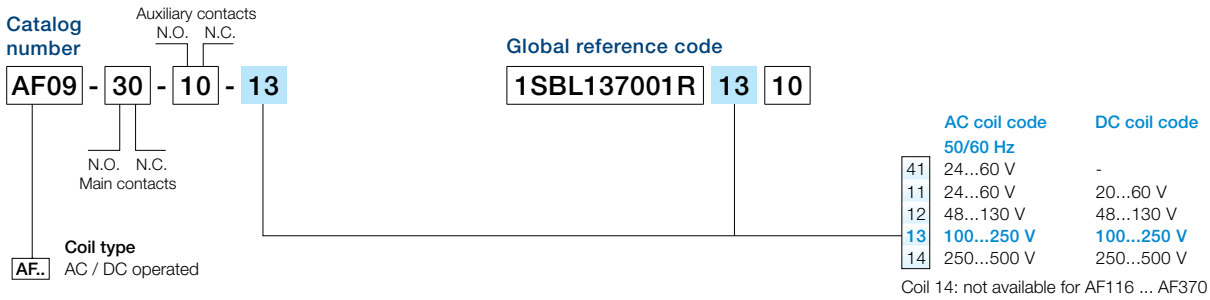 Catalog
number
Auxiliary contacts
N.O. N.C.
AF09 - 30 - 10 - 13
N.O. N.C.
Main contacts
Coil type
AF.. AC / DC operated
Global reference code
1SBL137001R 13 10
AC coil code DC coil code
50/60 Hz
41 24...60 V -
11 24...60 V 20...60 V
12 48...130 V 48...130 V
13 100...250 V 100...250 V
14 250...500 V 250...500 V
Coil 14: not available for AF116 ... AF370